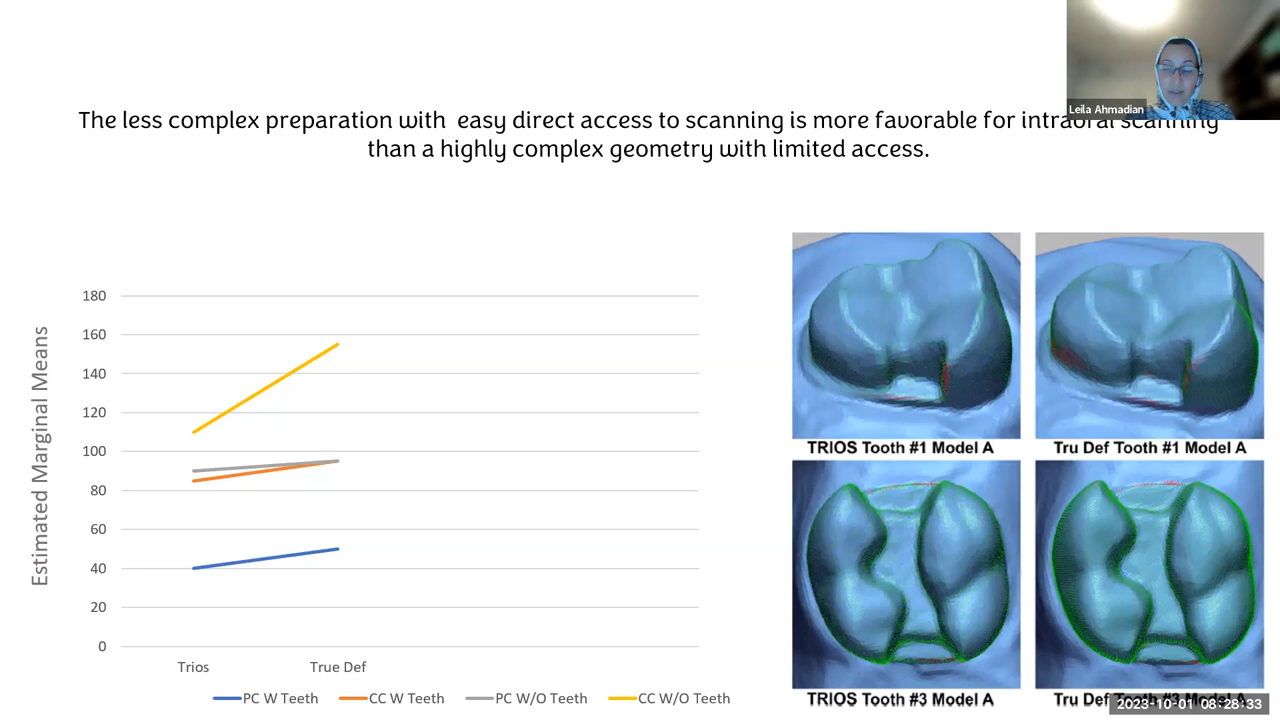 Leila Ahmadian
The less complex preparation with easy direct access to scanning is more favorable for intraoral scanning
than a highly complex geometry with limited access.
Estimated Marginal Means
180
160
140
120
100
80
60
40
20
0
Trios True Def
PC W Teeth CC W Teeth PC W/O Teeth CC W/O Teeth
TRIOS Tooth #1 Model A Tru Def Tooth #1 Model A
TRIOS Tooth #3 Model A Tru Def Tooth #3 Model A
2023-10-01 08:28:33